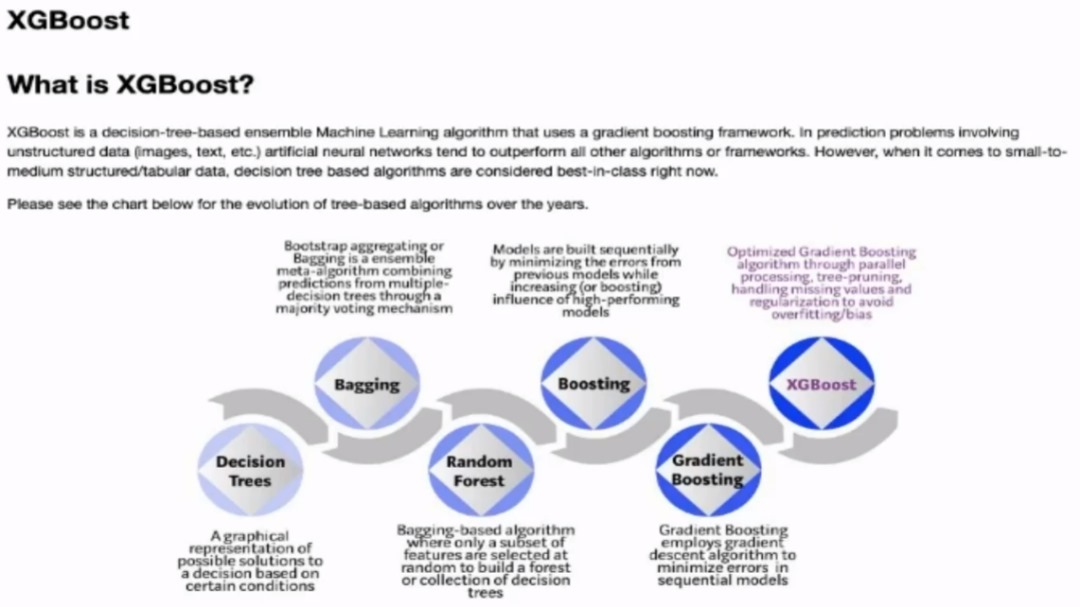 XGBoost
What is XGBoost?
XGBoost is a decision-tree-based ensemble Machine Learning algorithm that uses a gradient boosting framework. In prediction problems involving
unstructured data (images, text, etc.) artificial neural networks tend to outperform all other algorithms or frameworks. However, when it comes to small-to-
medium structured/tabular data, decision tree based algorithms are considered best-in-class right now.
Please see the chart below for the evolution of tree-based algorithms over the years.
Bootstrap aggregating or
Bagging is a ensemble
meta-algorithm combining
predictions from multiple-
decision trees through a
majority voting mechanism
Models are built sequentially
by minimizing the errors from
previous models while
increasing (or boosting)
influence of high-performing
models
Optimized Gradient Boosting
algorithm through parallel
processing, tree-pruning,
handling missing values and
regularization to avoid
overfitting/bias
Bagging
Boosting
XGBoost
Decision
Trees
Random
Forest
Gradient
Boosting
A graphical
representation of
possible solutions to
a decision based on
certain conditions
Bagging-based algorithm
where only a subset of
features are selected at
random to build a forest
or collection of decision
trees
Gradient Boosting
employs gradient
descent algorithm to
minimize errors in
sequential models